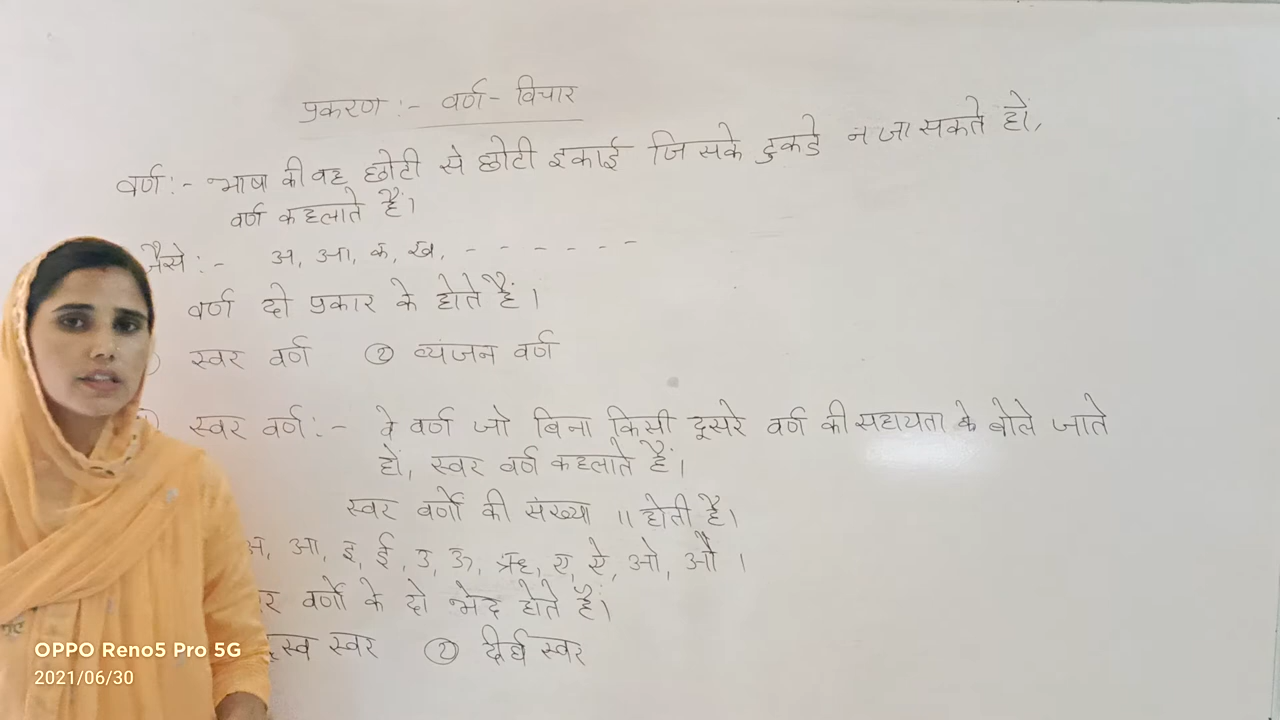 प्रकरण :- वर्ण- विचार
वर्ण :- भाषा की वह छोटी से छोटी इकाई जिसके टुकडे न जा सकते हों,
वर्ण कहलाते हैं।
जैसे :- अ, आ, क, ख, - - - - - - -
वर्ण दो प्रकार के होते हैं।
स्वर वर्ण ② व्यंजन वर्ण
स्वर वर्ण :- वे वर्ण जो बिना किसी दूसरे वर्ण की सहायता के बोले जाते
हों, स्वर वर्ण कहलाते हैं।
स्वर वर्णों की संख्या 11 होती है।
अ, आ, इ, ई, उ, ऊ, ऋ, ए, ऐ, ओ, औ ।
वर्णों के दो भेद होते हैं।
स्वर ② दीर्घ स्वर
OPPO Reno5 Pro 5G
2021/06/30